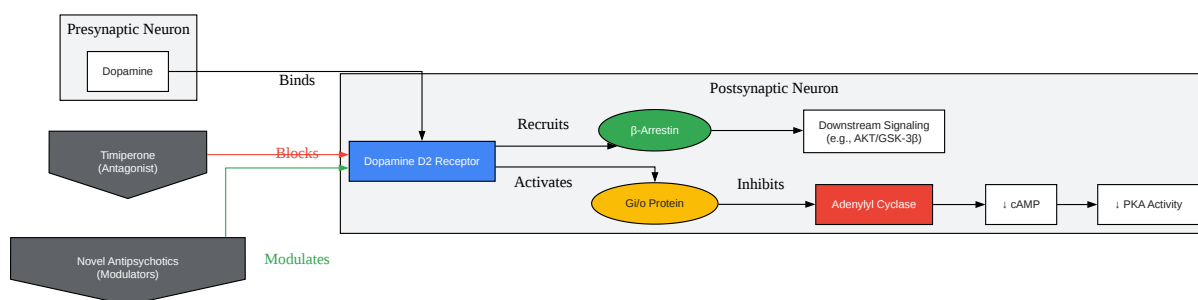 Presynaptic Neuron
Dopamine
Binds
Postsynaptic Neuron
Recruits
β-Arrestin
Downstream Signaling
(e.g., AKT/GSK-3β)
Timiperone
(Antagonist)
Blocks
Dopamine D2 Receptor
Activates
Gi/o Protein
Inhibits
Adenylyl Cyclase
↓ cAMP
↓ PKA Activity
Novel Antipsychotics
(Modulators)
Modulates